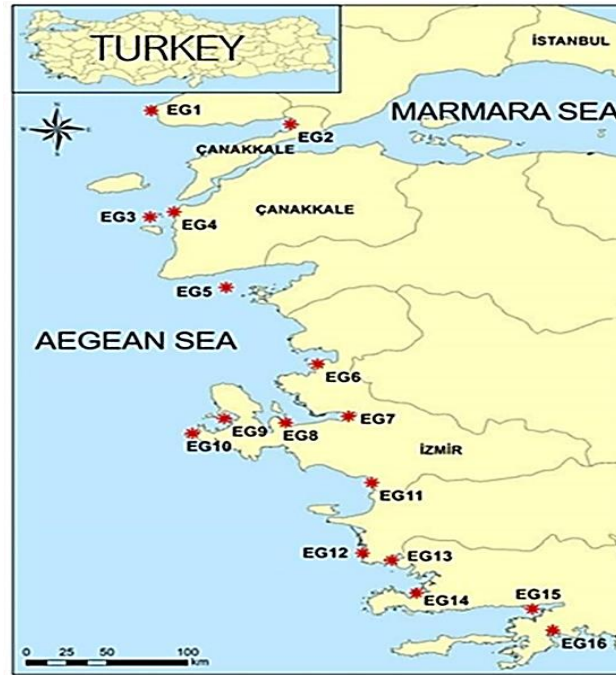 TURKEY
İSTANBUL
EG1
MARMARA SEA
EG2
ÇANAKKALE
ÇANAKKALE
EG3
EG4
EG5
AEGEAN SEA
EG6
EG7
EG9
EG8
EG10
İZMİR
EG11
EG12
EG13
EG14
EG15
EG16
0 25 50 100
km